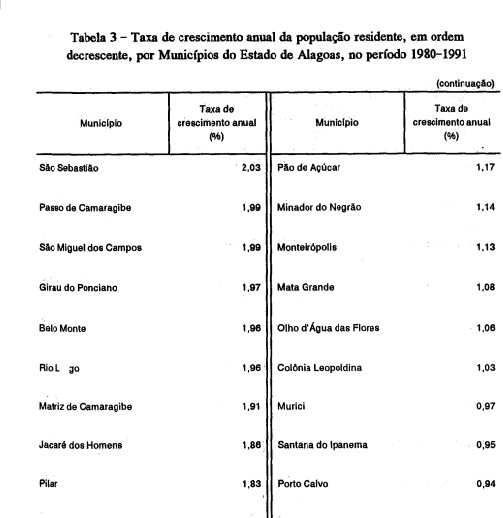 Tabela 3 – Taxa de crescimento anual da população residente, em ordem
decrescente, por Municípios do Estado de Alagoas, no período 1980-1991
(continuação)
Município Taxa de crescimento anual (%) Município Taxa de crescimento anual (%)
São Sebastião 2,03 Pão de Açúcar 1,17
Passo de Camaragibe 1,99 Minador do Negrão 1,14
São Miguel dos Campos 1,99 Monteirópolis 1,13
Girau do Ponciano 1,97 Mata Grande 1,08
Belo Monte 1,96 Olho d'Água das Flores 1,06
Rio 1,96 Colônia Leopoldina 1,03
Matriz de Camaragibe 1,91 Murici 0,97
Jacaré dos Homens 1,86 Santana do Ipanema 0,95
Pilar 1,83 Porto Calvo 0,94